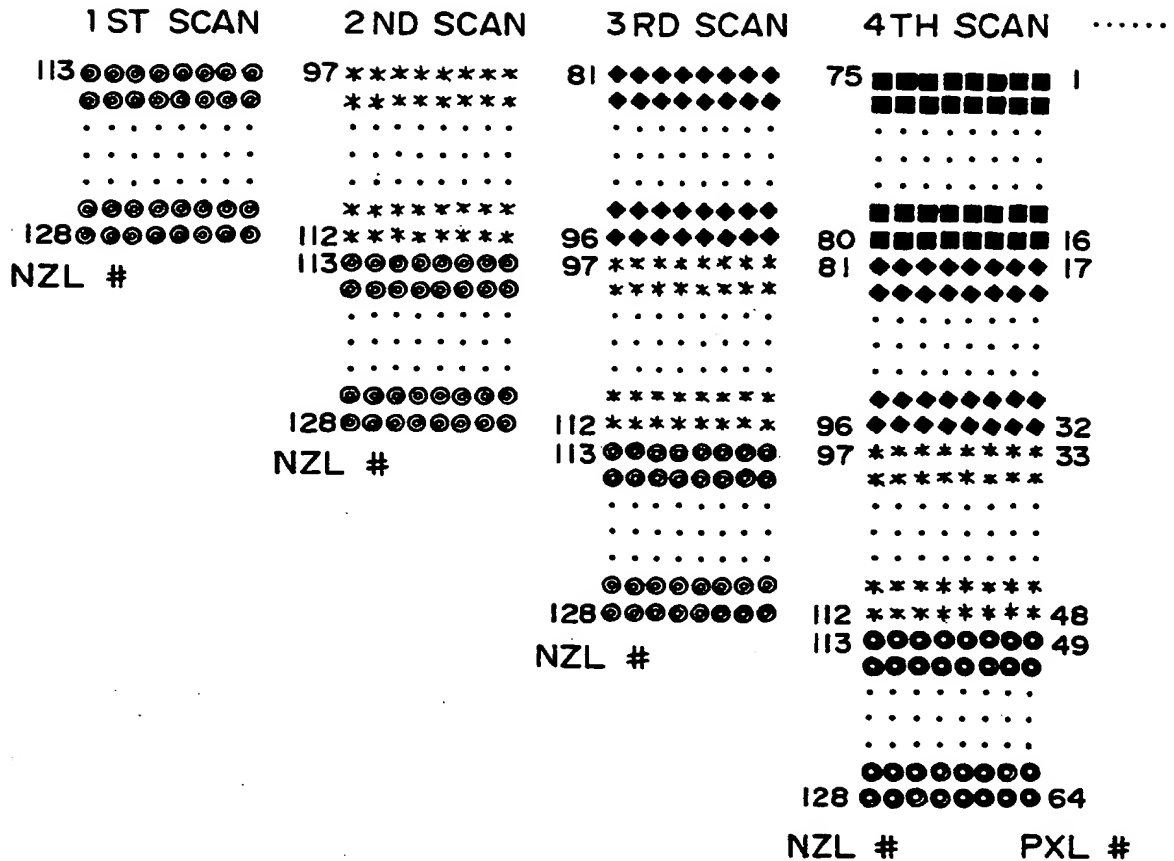 1ST SCAN 2ND SCAN 3RD SCAN 4TH SCAN ......
113 97 81 75 1
128 112 96 80 16
113 97 81 17
NZL #
128 112 96 32
113 97 33
NZL #
128 112 48
113 49
NZL #
128 64
NZL # PXL #